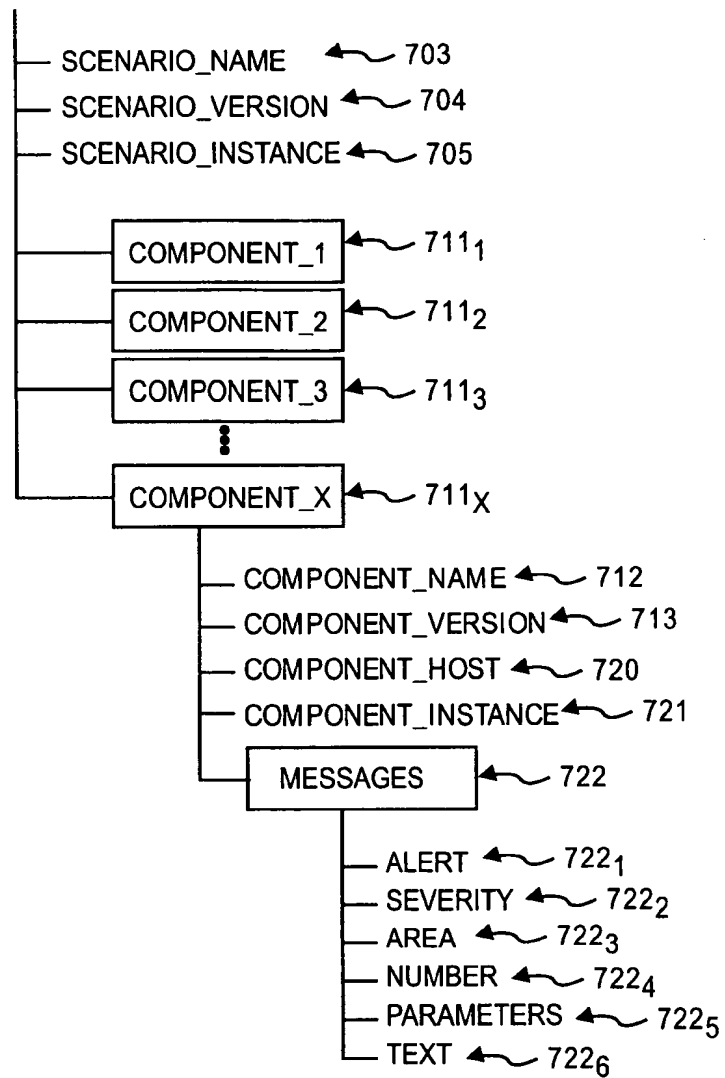 SCENARIO_NAME 703
SCENARIO_VERSION 704
SCENARIO_INSTANCE 705
COMPONENT_1 711₁
COMPONENT_2 711₂
COMPONENT_3 711₃
COMPONENT_X 711ₓ
COMPONENT_NAME 712
COMPONENT_VERSION 713
COMPONENT_HOST 720
COMPONENT_INSTANCE 721
MESSAGES 722
ALERT 722₁
SEVERITY 722₂
AREA 722₃
NUMBER 722₄
PARAMETERS 722₅
TEXT 722₆